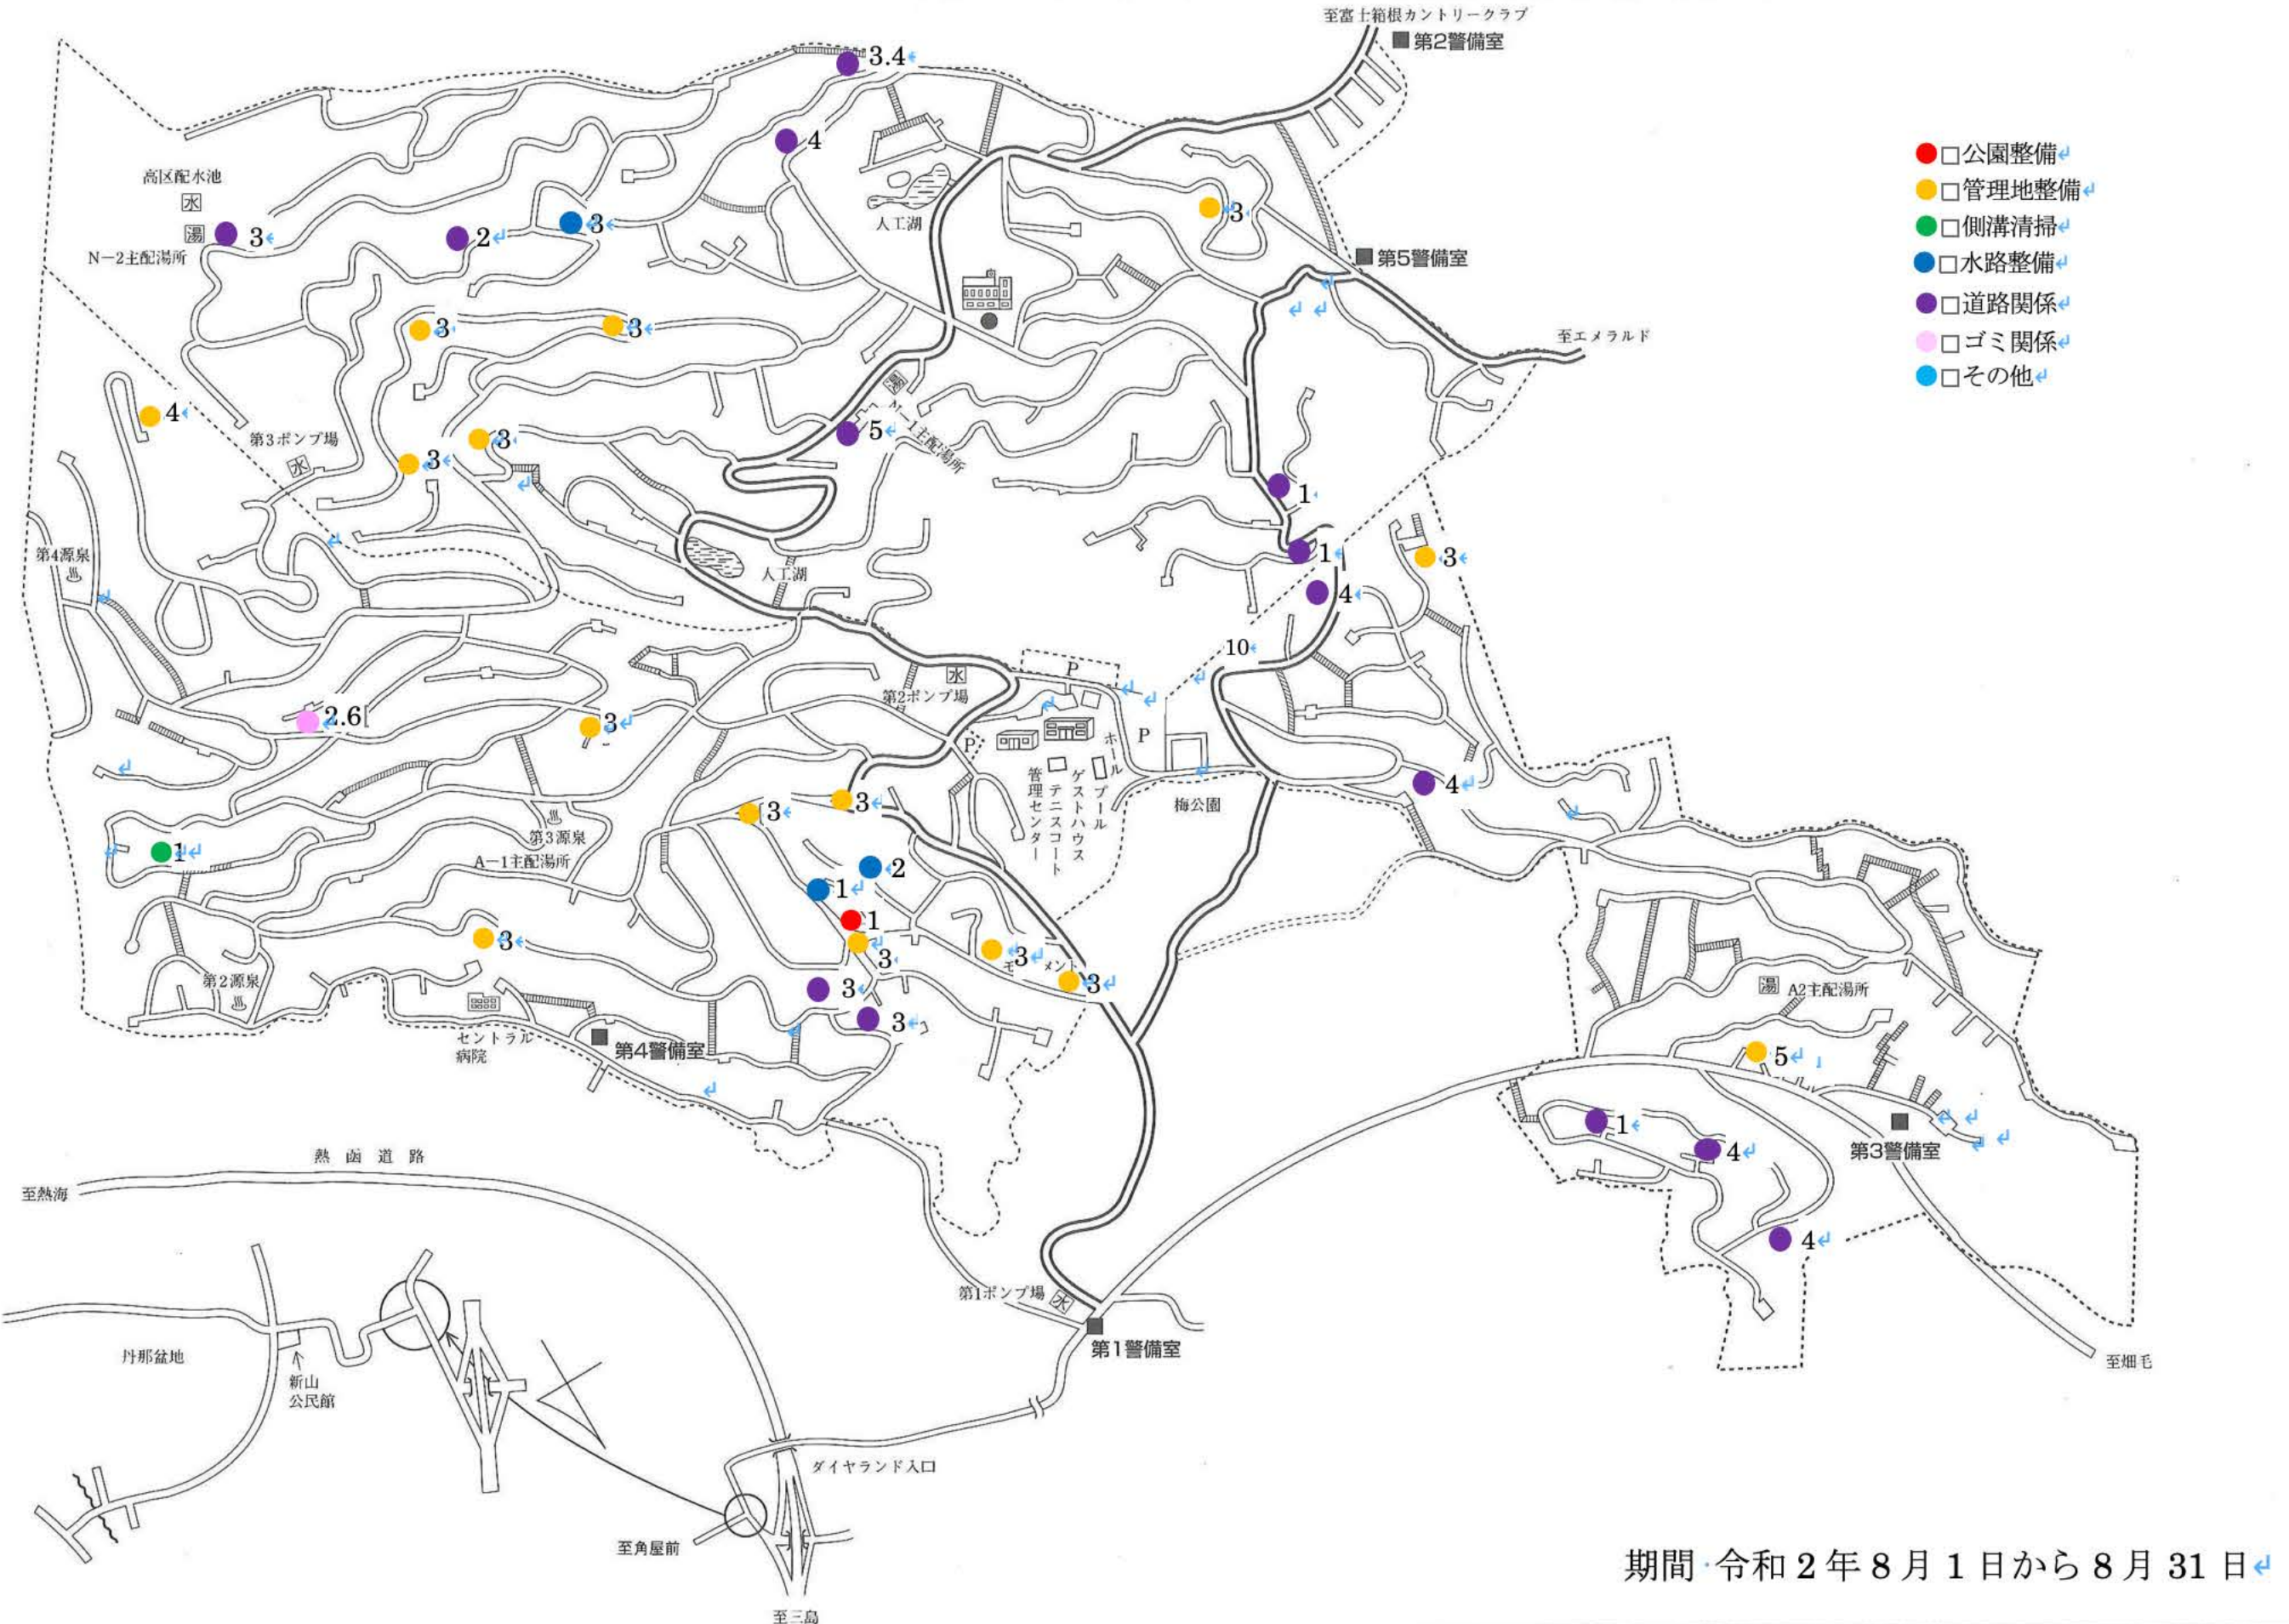 至富士箱根カントリークラブ
第2警備室
3.4
4
公園整備
管理地整備
側溝清掃
水路整備
道路関係
ゴミ関係
その他
高区配水池
水
湯
3
N−2主配湯所
2
3
人工湖
3
第5警備室
3
3
至エメラルド
4
湯
N−1主配湯所
5
第3ポンプ場
水
3
3
1
第4源泉
人工湖
1
3
4
10
P
水
第2ポンプ場
2.6
3
P
P
ホール
プール
ゲストハウス
テニスコート
管理センター
梅公園
4
3
3
第3源泉
A−1主配湯所
1
2
1
1
3
3
3
3
メント
3
第2源泉
3
3
セントラル
病院
第4警備室
湯
A2主配湯所
5
1
4
第3警備室
4
熱函道路
至熱海
第1ポンプ場
水
第1警備室
丹那盆地
新山
公民館
至畑毛
ダイヤランド入口
至角屋前
至三島
期間 令和2年8月1日から8月31日